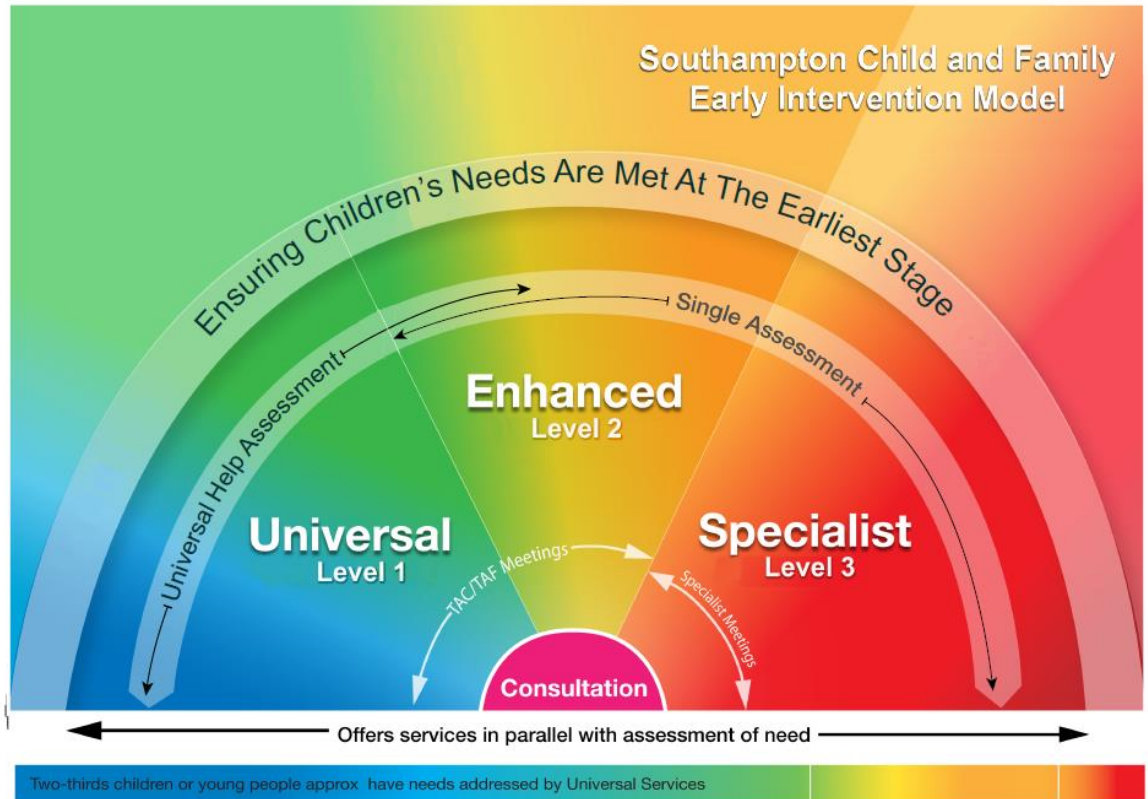 Southampton Child and Family
Early Intervention Model
Ensuring Children's Needs Are Met At The Earliest Stage
Universal Help Assessment
Single Assessment
Enhanced
Level 2
Universal
Level 1
Specialist
Level 3
TAC/TAF Meetings
Specialist Meetings
Consultation
Offers services in parallel with assessment of need
Two-thirds children or young people approx have needs addressed by Universal Services